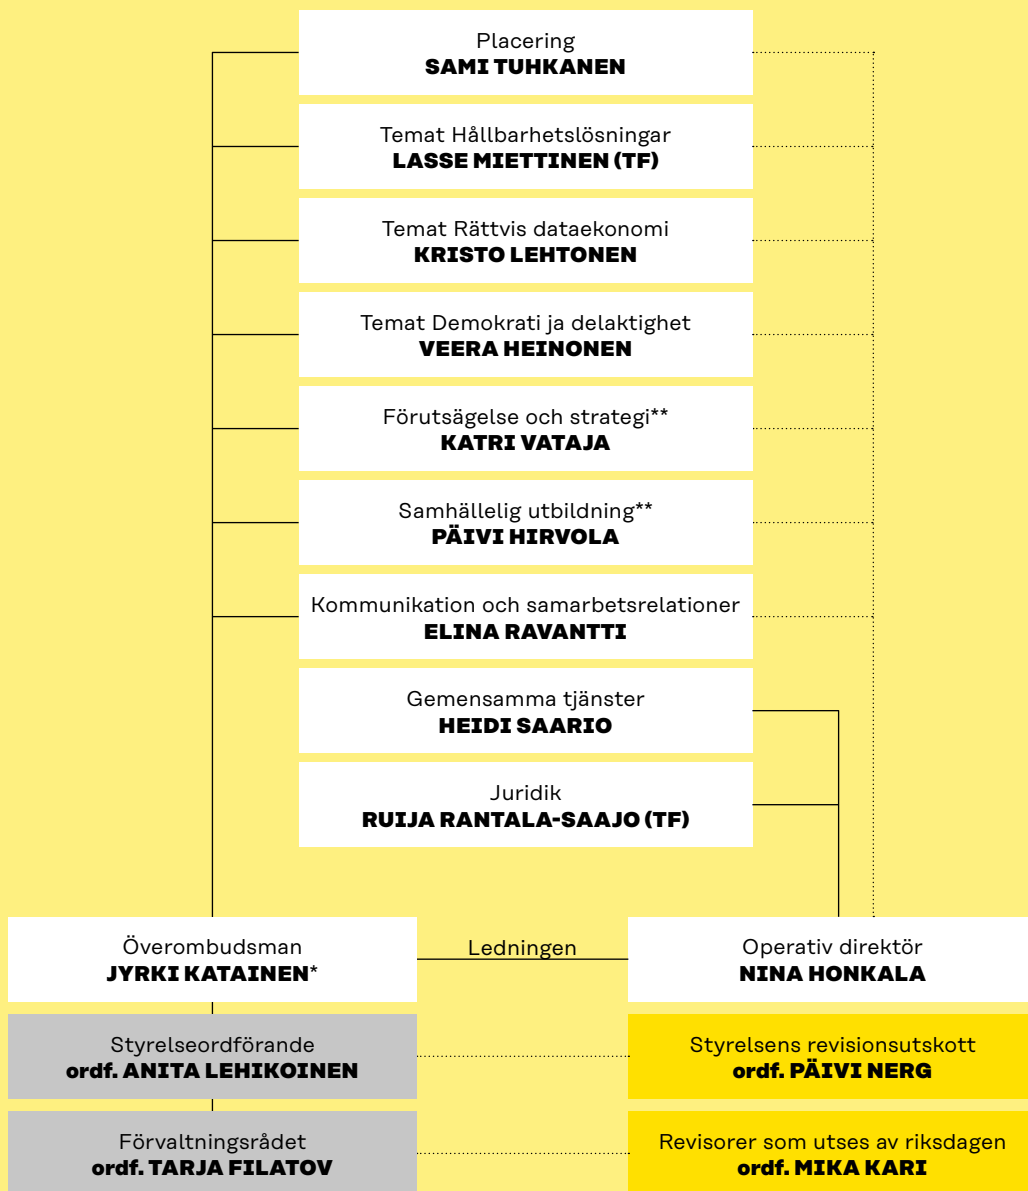 Placering
SAMI TUHKANEN
Temat Hållbarhetslösningar
LASSE MIETTINEN (TF)
Temat Rättvis dataekonomi
KRISTO LEHTONEN
Temat Demokrati ja delaktighet
VEERA HEINONEN
Förutsägelse och strategi**
KATRI VATAJA
Samhällelig utbildning**
PÄIVI HIRVOLA
Kommunikation och samarbetsrelationer
ELINA RAVANTTI
Gemensamma tjänster
HEIDI SAARIO
Juridik
RUIJA RANTALA-SAAJO (TF)
Överombudsman
JYRKI KATAINEN*
Ledningen
Operativ direktör
NINA HONKALA
Styrelseordförande
ordf. ANITA LEHIKOINEN
Styrelsens revisionsutskott
ordf. PÄIVI NERG
Förvaltningsrådet
ordf. TARJA FILATOV
Revisorer som utses av riksdagen
ordf. MIKA KARI